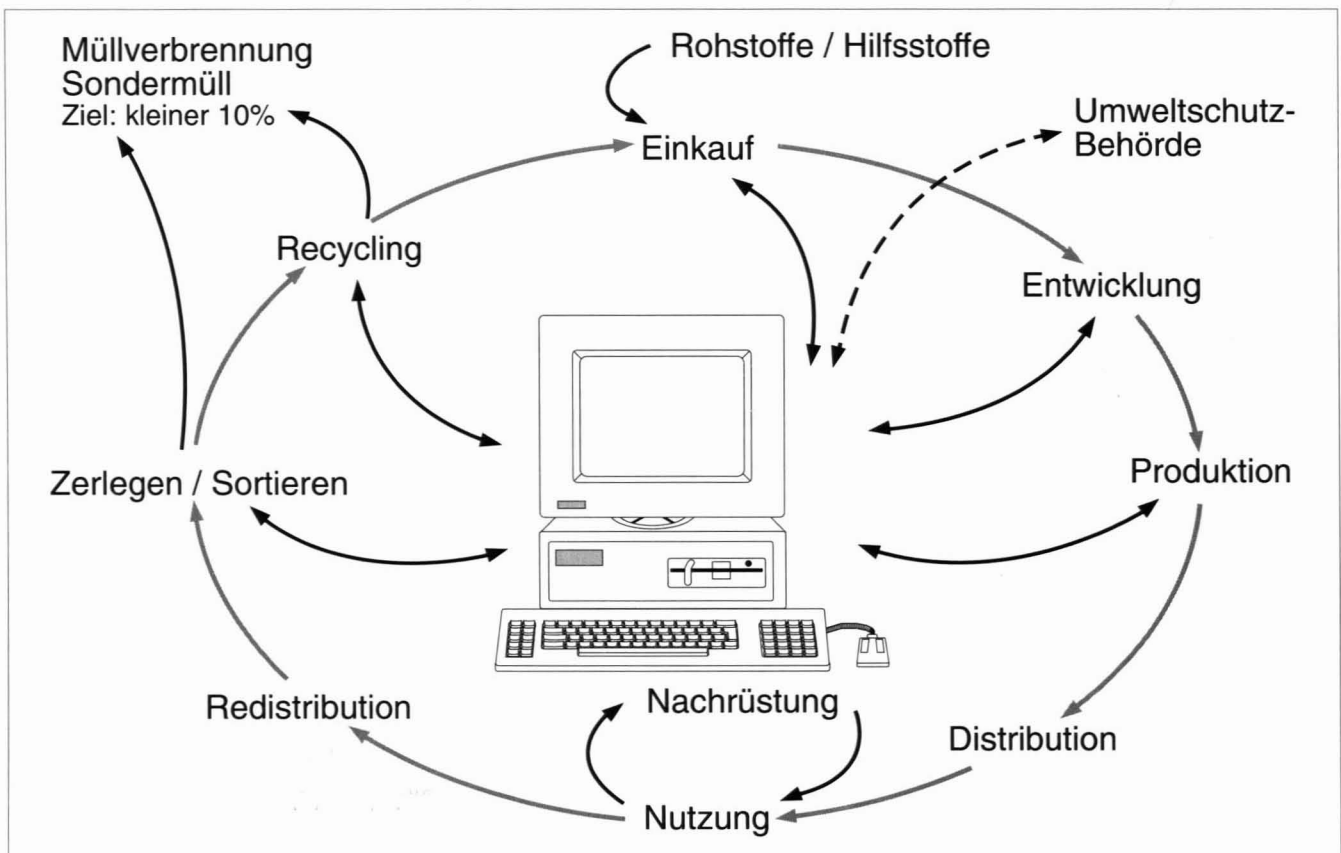 Müllverbrennung
Sondermüll
Ziel: kleiner 10%
Rohstoffe / Hilfsstoffe
Umweltschutz-
Behörde
Einkauf
Recycling
Entwicklung
Zerlegen / Sortieren
Produktion
Redistribution
Nachrüstung
Distribution
Nutzung